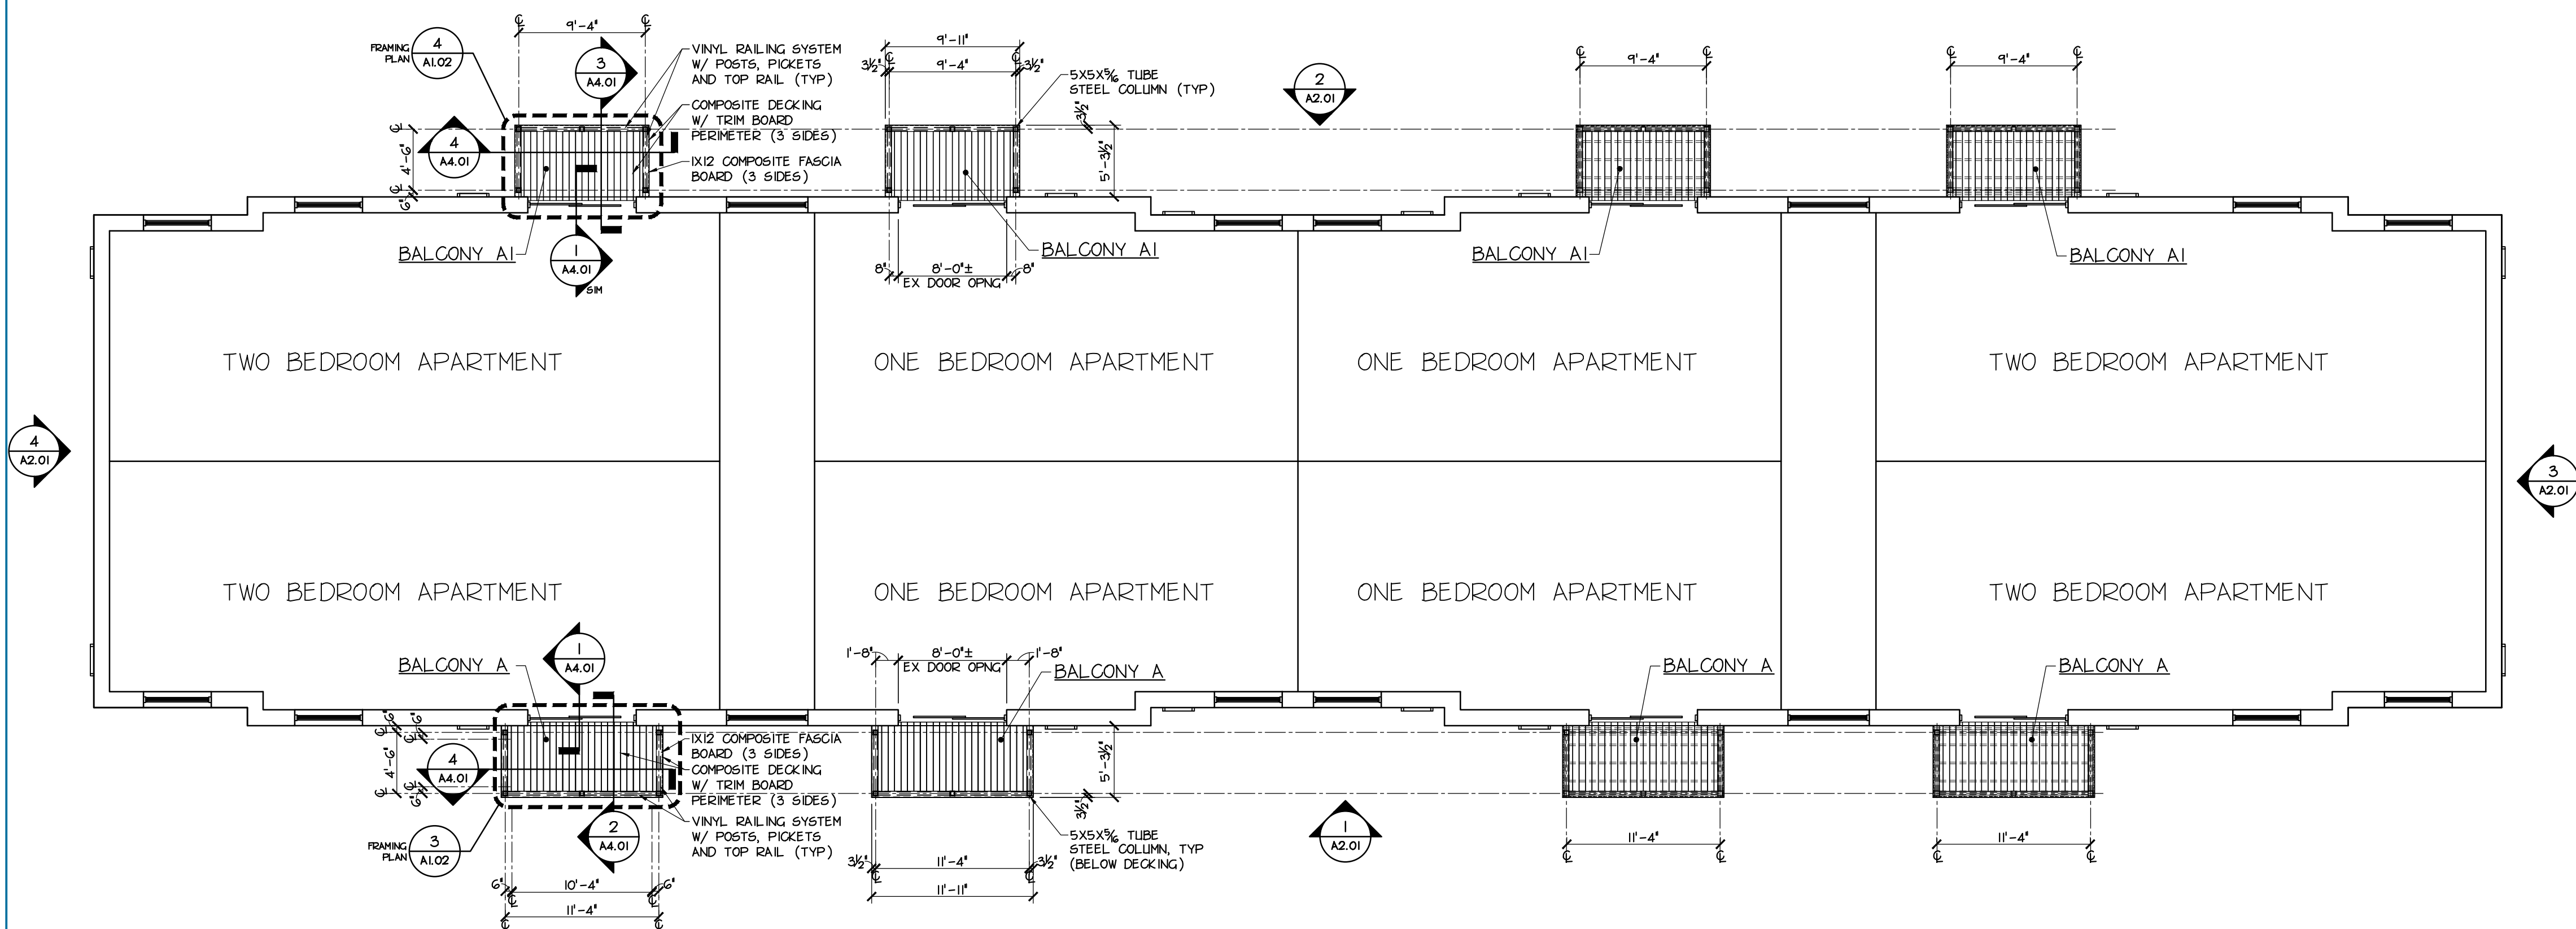 9'-4"
FRAMING
PLAN
4
A1.02
3
A4.01
VINYL RAILING SYSTEM
W/ POSTS, PICKETS
AND TOP RAIL (TYP)
COMPOSITE DECKING
W/ TRIM BOARD
PERIMETER (3 SIDES)
1X12 COMPOSITE FASCIA
BOARD (3 SIDES)
4
A4.01
4'-6"
6"
BALCONY A1
1
A4.01
SIM
9'-11"
3½"
9'-4"
3½"
5X5X5/16 TUBE
STEEL COLUMN (TYP)
3½"
5'-3½"
BALCONY A1
8"
8'-0"±
8"
EX DOOR OPNG
2
A2.01
9'-4"
BALCONY A1
9'-4"
BALCONY A1
TWO BEDROOM APARTMENT
ONE BEDROOM APARTMENT
ONE BEDROOM APARTMENT
TWO BEDROOM APARTMENT
4
A2.01
3
A2.01
TWO BEDROOM APARTMENT
ONE BEDROOM APARTMENT
ONE BEDROOM APARTMENT
TWO BEDROOM APARTMENT
BALCONY A
1
A4.01
1'-8"
8'-0"±
1'-8"
EX DOOR OPNG
BALCONY A
BALCONY A
BALCONY A
6"
6"
4'-6"
6"
4
A4.01
1X12 COMPOSITE FASCIA
BOARD (3 SIDES)
COMPOSITE DECKING
W/ TRIM BOARD
PERIMETER (3 SIDES)
VINYL RAILING SYSTEM
W/ POSTS, PICKETS
AND TOP RAIL (TYP)
2
A4.01
FRAMING
PLAN
3
A1.02
6"
10'-4"
6"
11'-4"
5'-3½"
3½"
5X5X5/16 TUBE
STEEL COLUMN, TYP
(BELOW DECKING)
3½"
11'-4"
3½"
11'-11"
1
A2.01
11'-4"
11'-4"